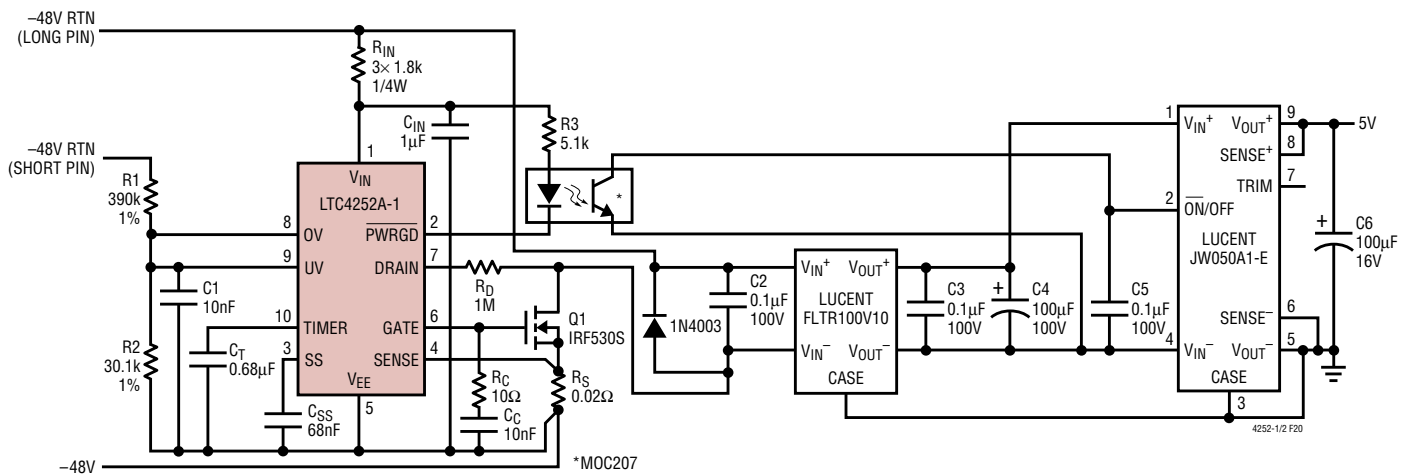 –48V RTN
(LONG PIN)
R_IN
3× 1.8k
1/4W
C_IN
1µF
R3
5.1k
–48V RTN
(SHORT PIN)
R1
390k
1%
1
V_IN
LTC4252A-1
8
OV
9
UV
10
TIMER
3
SS
V_EE
5
2
PWRGD
7
DRAIN
6
GATE
4
SENSE
C1
10nF
R2
30.1k
1%
C_T
0.68µF
C_SS
68nF
R_D
1M
*
Q1
IRF530S
R_C
10Ω
C_C
10nF
R_S
0.02Ω
–48V
*MOC207
1N4003
C2
0.1µF
100V
V_IN+
V_OUT+
LUCENT
FLTR100V10
V_IN–
V_OUT–
CASE
C3
0.1µF
100V
+
C4
100µF
100V
C5
0.1µF
100V
1
V_IN+
V_OUT+
9
5V
8
SENSE+
7
TRIM
2
ON/OFF
LUCENT
JW050A1-E
6
SENSE–
4
V_IN–
V_OUT–
5
CASE
3
+
C6
100µF
16V
4252-1/2 F20